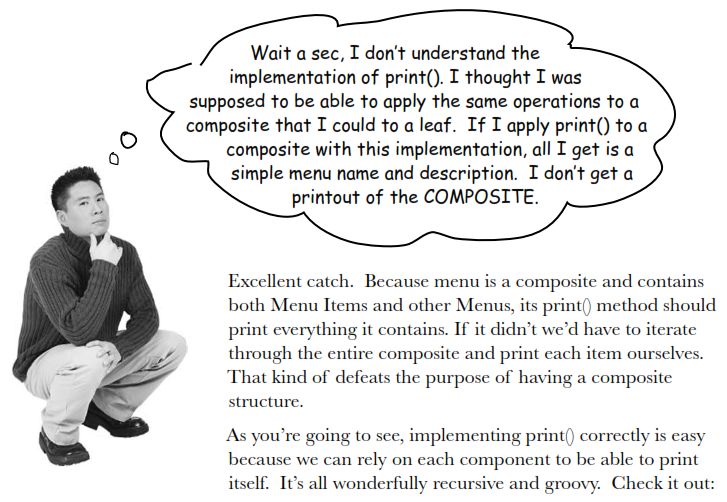 Wait a sec, I don't understand the
implementation of print(). I thought I was
supposed to be able to apply the same operations to a
composite that I could to a leaf. If I apply print() to a
composite with this implementation, all I get is a
simple menu name and description. I don't get a
printout of the COMPOSITE.
Excellent catch. Because menu is a composite and contains
both Menu Items and other Menus, its print() method should
print everything it contains. If it didn't we'd have to iterate
through the entire composite and print each item ourselves.
That kind of defeats the purpose of having a composite
structure.
As you're going to see, implementing print() correctly is easy
because we can rely on each component to be able to print
itself. It's all wonderfully recursive and groovy. Check it out: